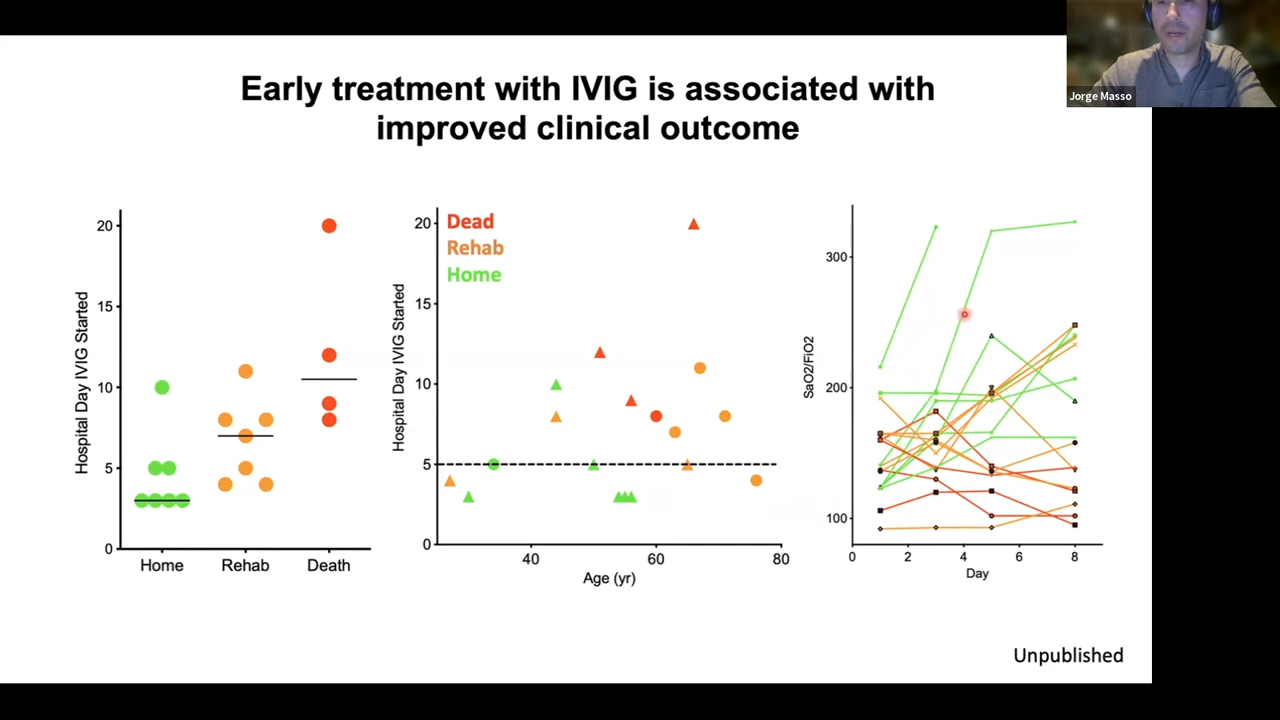 Jorge Masso
Early treatment with IVIG is associated with
improved clinical outcome
Hospital Day IVIG Started
20
15
10
5
0
Home
Rehab
Death
Hospital Day IVIG Started
20
15
10
5
0
Dead
Rehab
Home
40
60
80
Age (yr)
SaO2/FiO2
300
200
100
0
2
4
6
8
Day
Unpublished